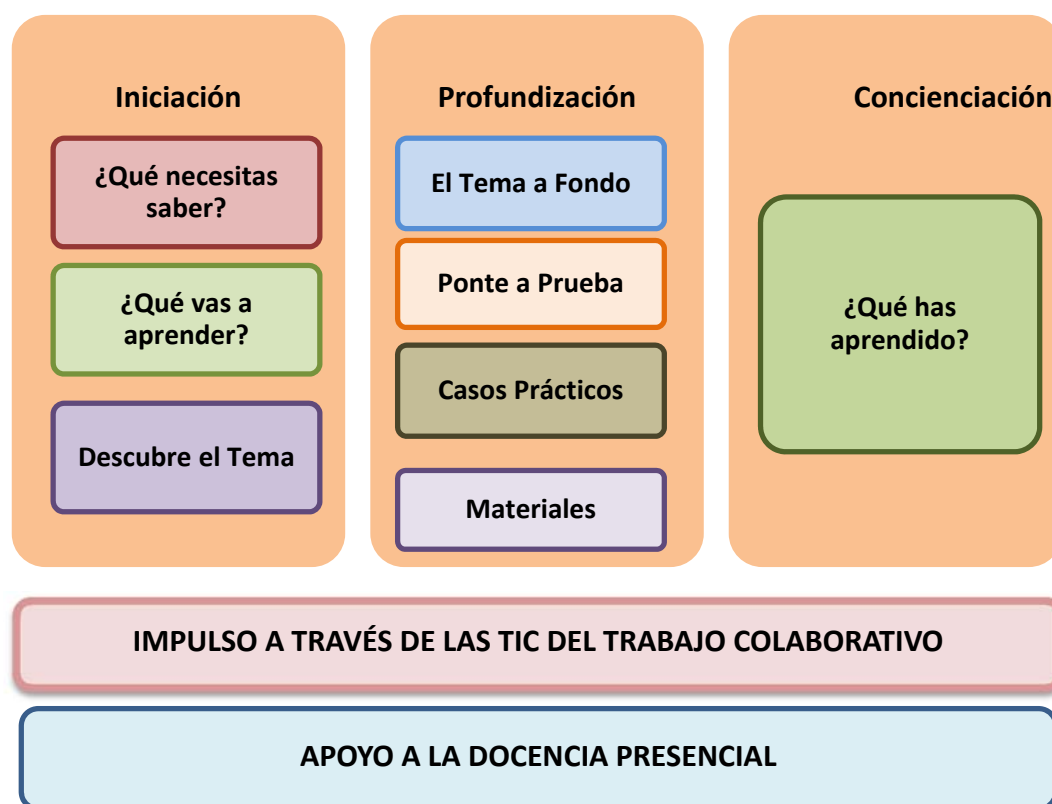 Iniciación
¿Qué necesitas
saber?
¿Qué vas a
aprender?
Descubre el Tema
Profundización
El Tema a Fondo
Ponte a Prueba
Casos Prácticos
Materiales
Concienciación
¿Qué has
aprendido?
IMPULSO A TRAVÉS DE LAS TIC DEL TRABAJO COLABORATIVO
APOYO A LA DOCENCIA PRESENCIAL